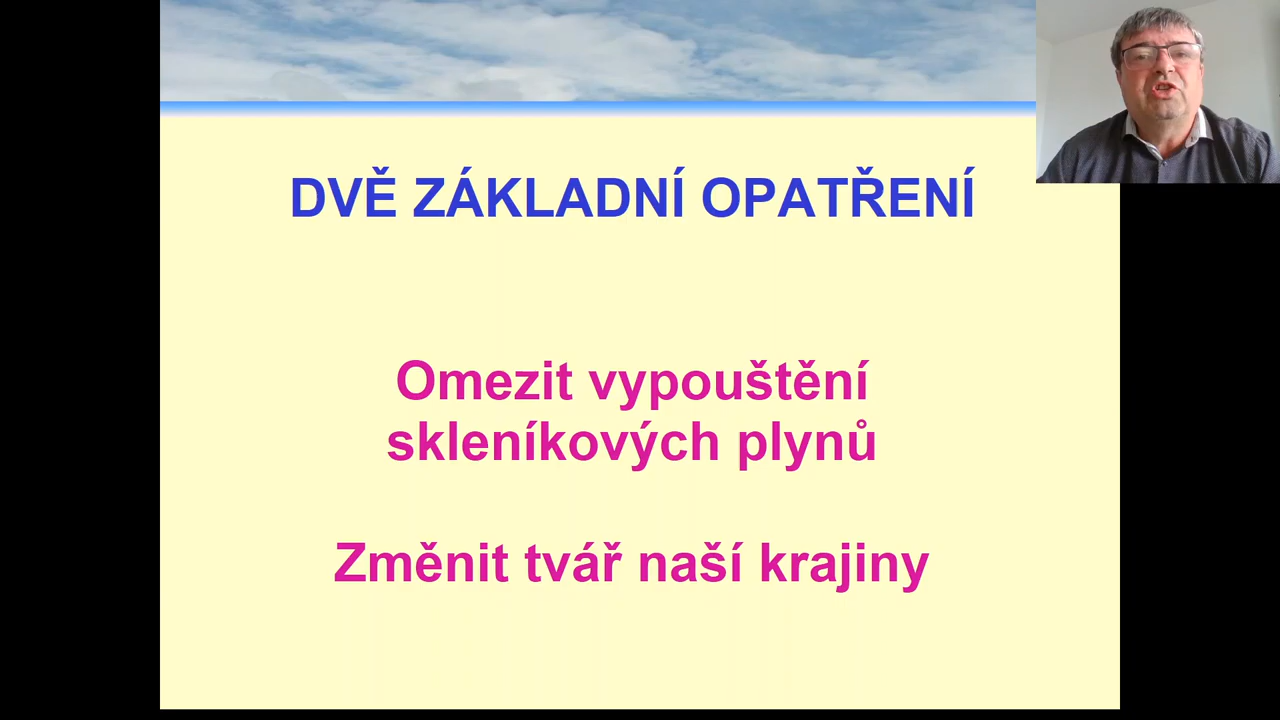 DVĚ ZÁKLADNÍ OPATŘENÍ
Omezit vypouštění
skleníkových plynů
Změnit tvář naší krajiny